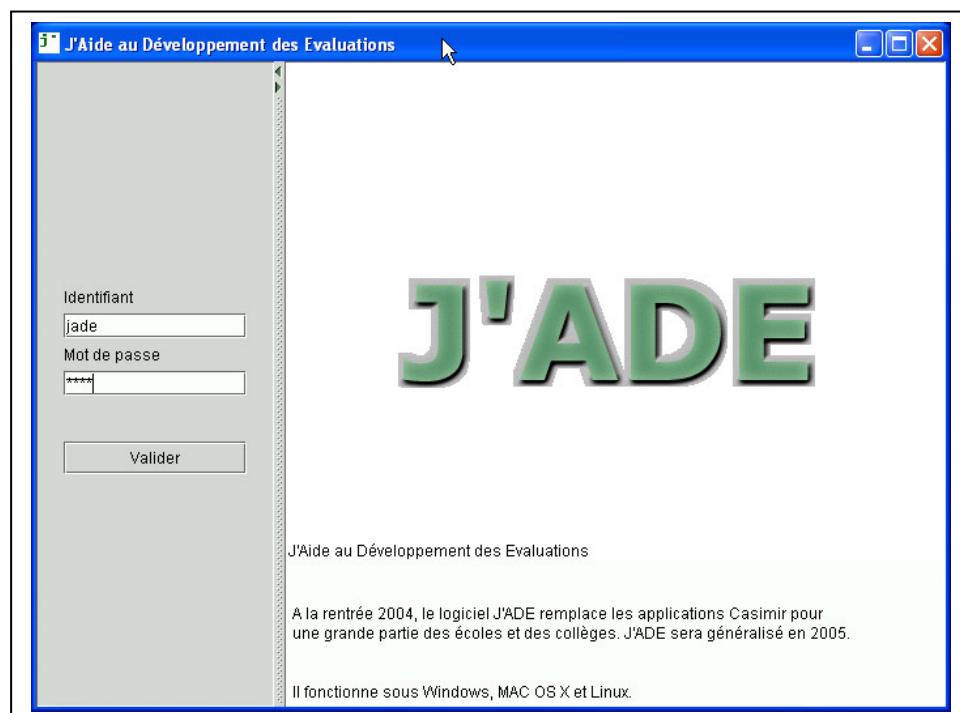 J'Aide au Développement des Evaluations
Identifiant
jade
Mot de passe
****
Valider
J'ADE
J'Aide au Développement des Evaluations
A la rentrée 2004, le logiciel J'ADE remplace les applications Casimir pour
une grande partie des écoles et des collèges. J'ADE sera généralisé en 2005.
Il fonctionne sous Windows, MAC OS X et Linux.